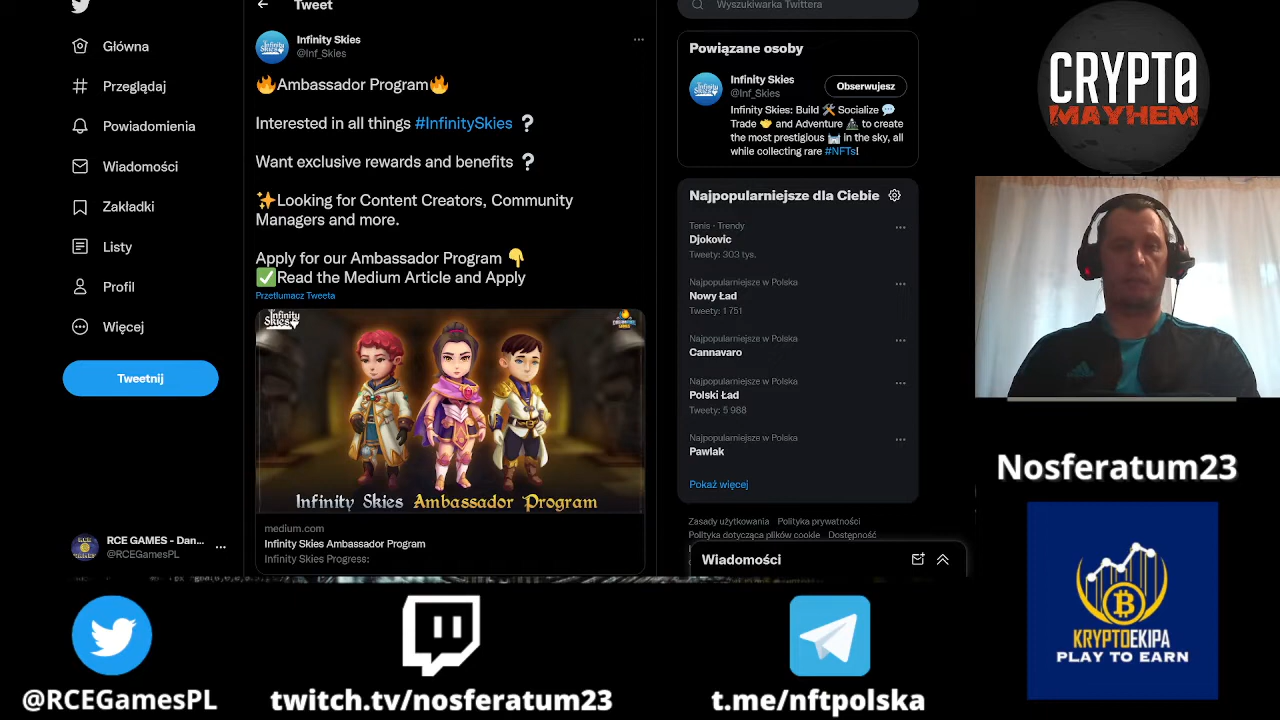 Główna
Przeglądaj
Powiadomienia
Wiadomości
Zakładki
Listy
Profil
Więcej
Tweetnij
RCE GAMES - Dan...
@RCEGamesPL
Tweet
Infinity Skies
@Inf_Skies
🔥Ambassador Program🔥
Interested in all things #InfinitySkies ❔
Want exclusive rewards and benefits ❔
✨Looking for Content Creators, Community
Managers and more.
Apply for our Ambassador Program 👇
✅Read the Medium Article and Apply
Przetłumacz Tweeta
Infinity Skies
Infinity Skies Ambassador Program
medium.com
Infinity Skies Ambassador Program
Infinity Skies Progress:
Wyszukiwarka Twittera
Powiązane osoby
Infinity Skies
@Inf_Skies
Obserwujesz
Infinity Skies: Build 🛠 Socialize 💬
Trade 🤝 and Adventure 🏔 to create
the most prestigious 🏰 in the sky, all
while collecting rare #NFTs!
Najpopularniejsze dla Ciebie
Tenis · Trendy
Djokovic
Tweety: 303 tys.
Najpopularniejsze w Polska
Nowy Ład
Tweety: 1 751
Najpopularniejsze w Polska
Cannavaro
Najpopularniejsze w Polska
Polski Ład
Tweety: 5 988
Najpopularniejsze w Polska
Pawlak
Pokaż więcej
Zasady użytkowania Polityka prywatności
Polityka dotycząca plików cookie Dostępność
Wiadomości
CRYPTO
MAYHEM
Nosferatum23
KRYPTOEKIPA
PLAY TO EARN
@RCEGamesPL
twitch.tv/nosferatum23
t.me/nftpolska